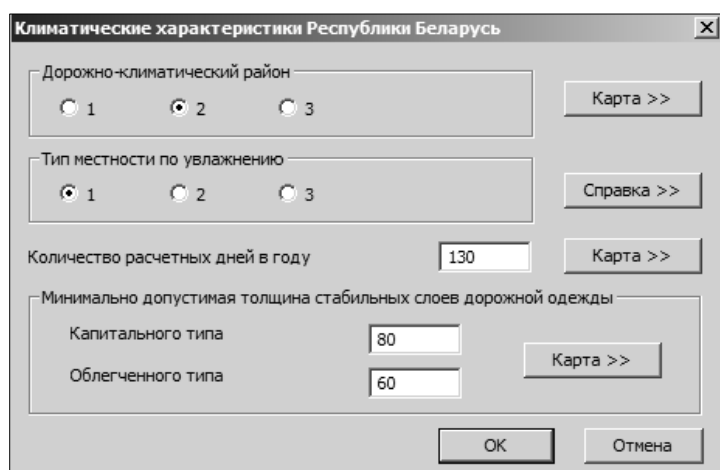 Климатические характеристики Республики Беларусь
Дорожно-климатический район
1 2 3
Карта >>
Тип местности по увлажнению
1 2 3
Справка >>
Количество расчетных дней в году 130 Карта >>
Минимально допустимая толщина стабильных слоев дорожной одежды
Капитального типа 80
Карта >>
Облегченного типа 60
OK Отмена